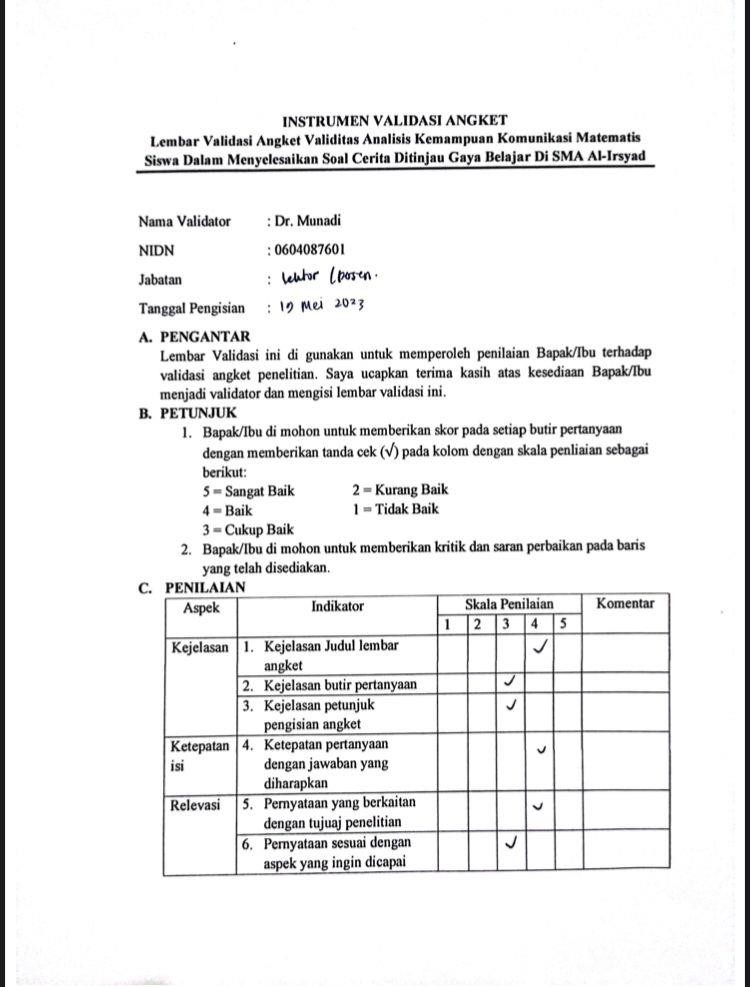 INSTRUMEN VALIDASI ANGKET
Lembar Validasi Angket Validitas Analisis Kemampuan Komunikasi Matematis
Siswa Dalam Menyelesaikan Soal Cerita Ditinjau Gaya Belajar Di SMA Al-Irsyad
Nama Validator : Dr. Munadi
NIDN : 0604087601
Jabatan : Lektor (Dosen.
Tanggal Pengisian : Mei 2023
A. PENGANTAR
Lembar Validasi ini di gunakan untuk memperoleh penilaian Bapak/Ibu terhadap
validasi angket penelitian. Saya ucapkan terima kasih atas kesediaan Bapak/Ibu
menjadi validator dan mengisi lembar validasi ini.
B. PETUNJUK
1. Bapak/Ibu di mohon untuk memberikan skor pada setiap butir pertanyaan
dengan memberikan tanda cek (√) pada kolom dengan skala penliaian sebagai
berikut:
5 = Sangat Baik 2 = Kurang Baik
4 = Baik 1 = Tidak Baik
3 = Cukup Baik
2. Bapak/Ibu di mohon untuk memberikan kritik dan saran perbaikan pada baris
yang telah disediakan.
C. PENILAIAN
Aspek Indikator Skala Penilaian Komentar
1 2 3 4 5
Kejelasan 1. Kejelasan Judul lembar ✓
angket
2. Kejelasan butir pertanyaan ✓
3. Kejelasan petunjuk ✓
pengisian angket
Ketepatan 4. Ketepatan pertanyaan ✓
isi dengan jawaban yang
diharapkan
Relevasi 5. Pernyataan yang berkaitan ✓
dengan tujuaj penelitian
6. Pernyataan sesuai dengan ✓
aspek yang ingin dicapai